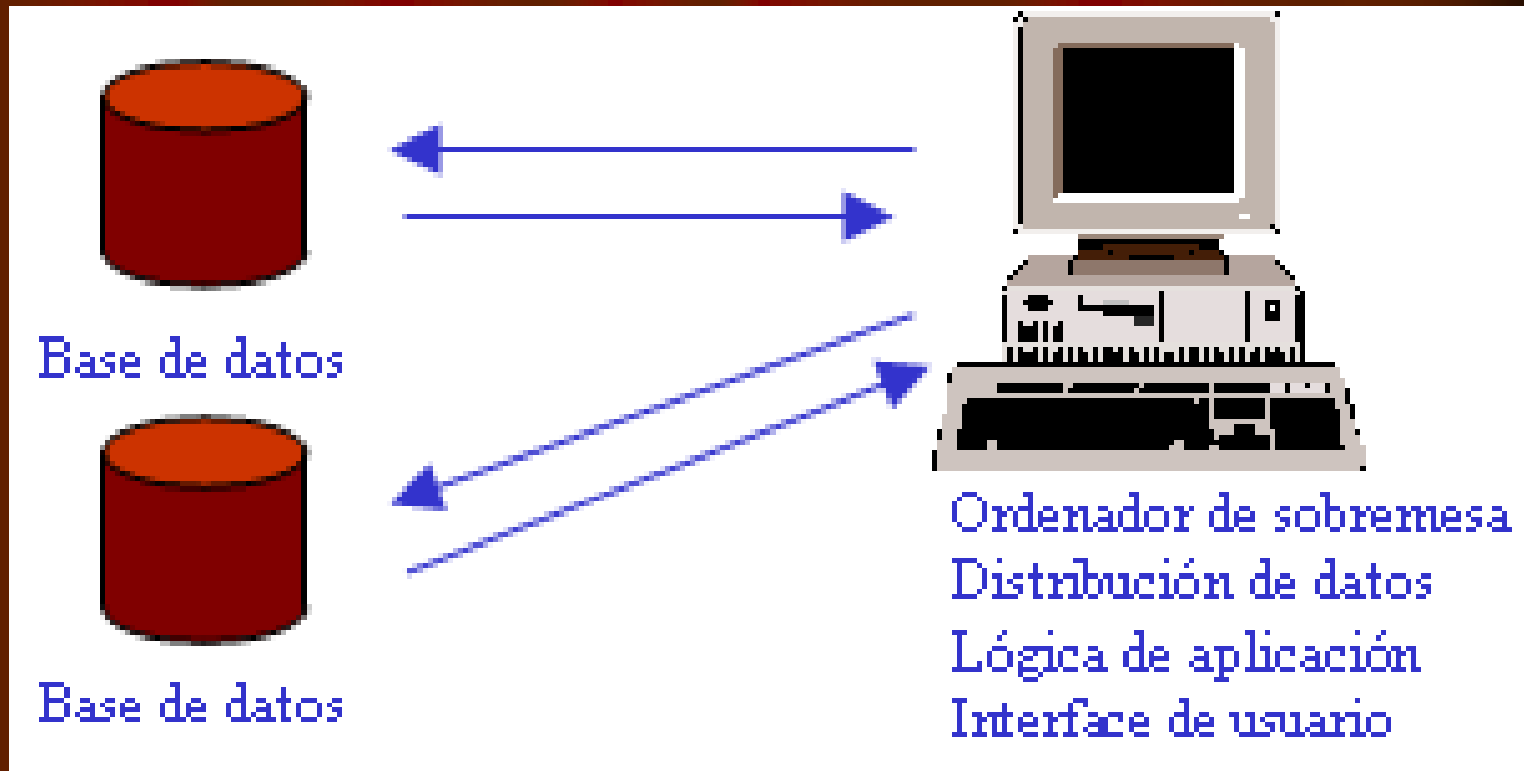 Base de datos
Base de datos
Ordenador de sobremesa
Distribución de datos
Lógica de aplicación
Interface de usuario